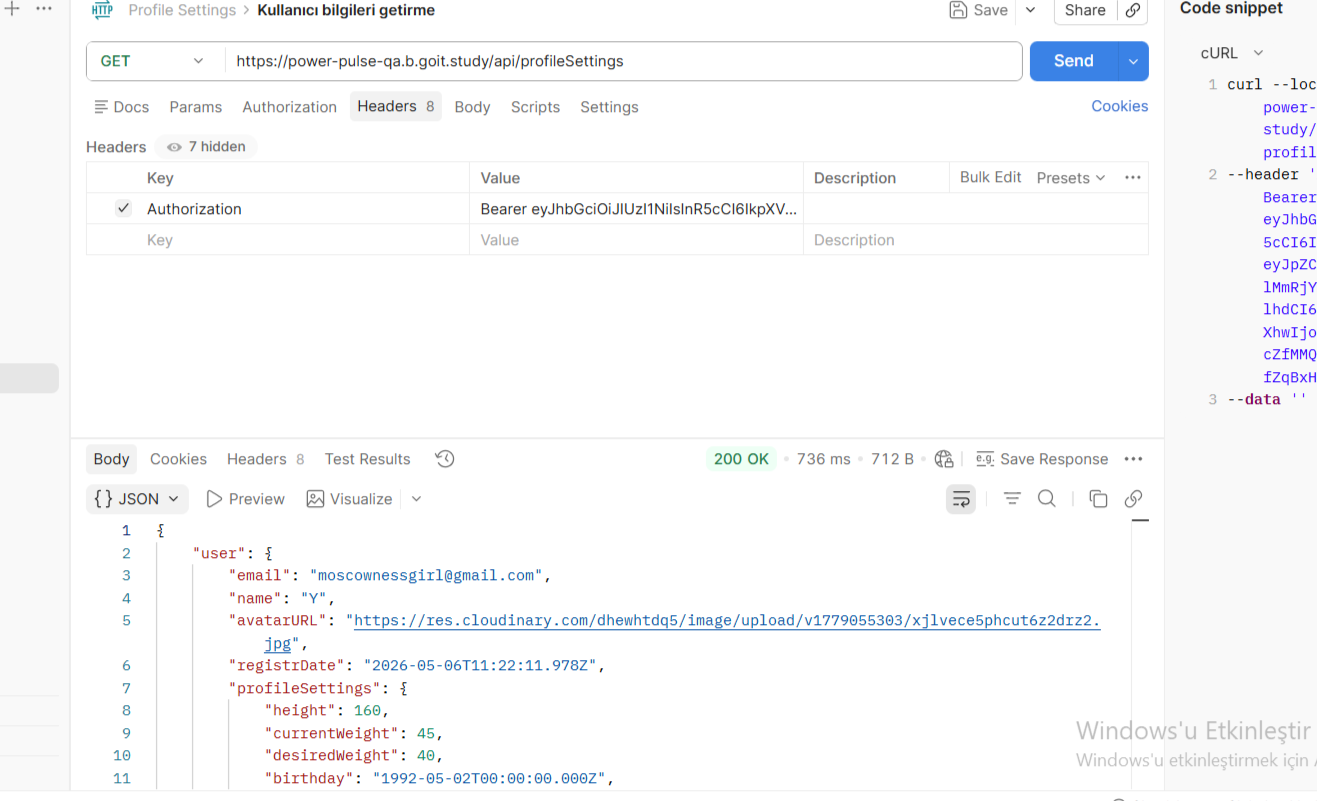 HTTP Profile Settings > Kullanıcı bilgileri getirme Save Share
GET https://power-pulse-qa.b.goit.study/api/profileSettings Send
Docs Params Authorization Headers 8 Body Scripts Settings Cookies
Headers 7 hidden
Key Value Description Bulk Edit Presets
Authorization Bearer eyJhbGciOiJIUzI1NiIsInR5cCI6IkpXV...
Key Value Description
Code snippet
cURL
1 curl --loc
power-
study/
profil
2 --header '
Bearer
eyJhbG
5cCI6I
eyJpZC
lMmRjY
lhdCI6
XhwIjo
cZfMMQ
fZqBxH
3 --data ''
Body Cookies Headers 8 Test Results 200 OK 736 ms 712 B e.g. Save Response
{} JSON Preview Visualize
1 {
2 "user": {
3 "email": "moscownessgirl@gmail.com",
4 "name": "Y",
5 "avatarURL": "https://res.cloudinary.com/dhewhtdq5/image/upload/v1779055303/xjlvece5phcut6z2drz2.
jpg",
6 "registrDate": "2026-05-06T11:22:11.978Z",
7 "profileSettings": {
8 "height": 160,
9 "currentWeight": 45,
10 "desiredWeight": 40,
11 "birthday": "1992-05-02T00:00:00.000Z",
Windows'u Etkinleştir
Windows'u etkinleştirmek için